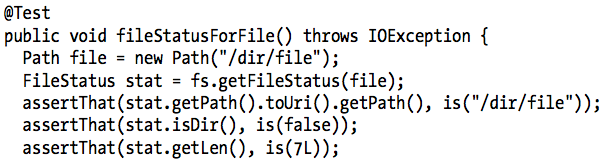 @Test
public void fileStatusForFile() throws IOException {
  Path file = new Path("/dir/file");
  FileStatus stat = fs.getFileStatus(file);
  assertThat(stat.getPath().toUri().getPath(), is("/dir/file"));
  assertThat(stat.isDir(), is(false));
  assertThat(stat.getLen(), is(7L));